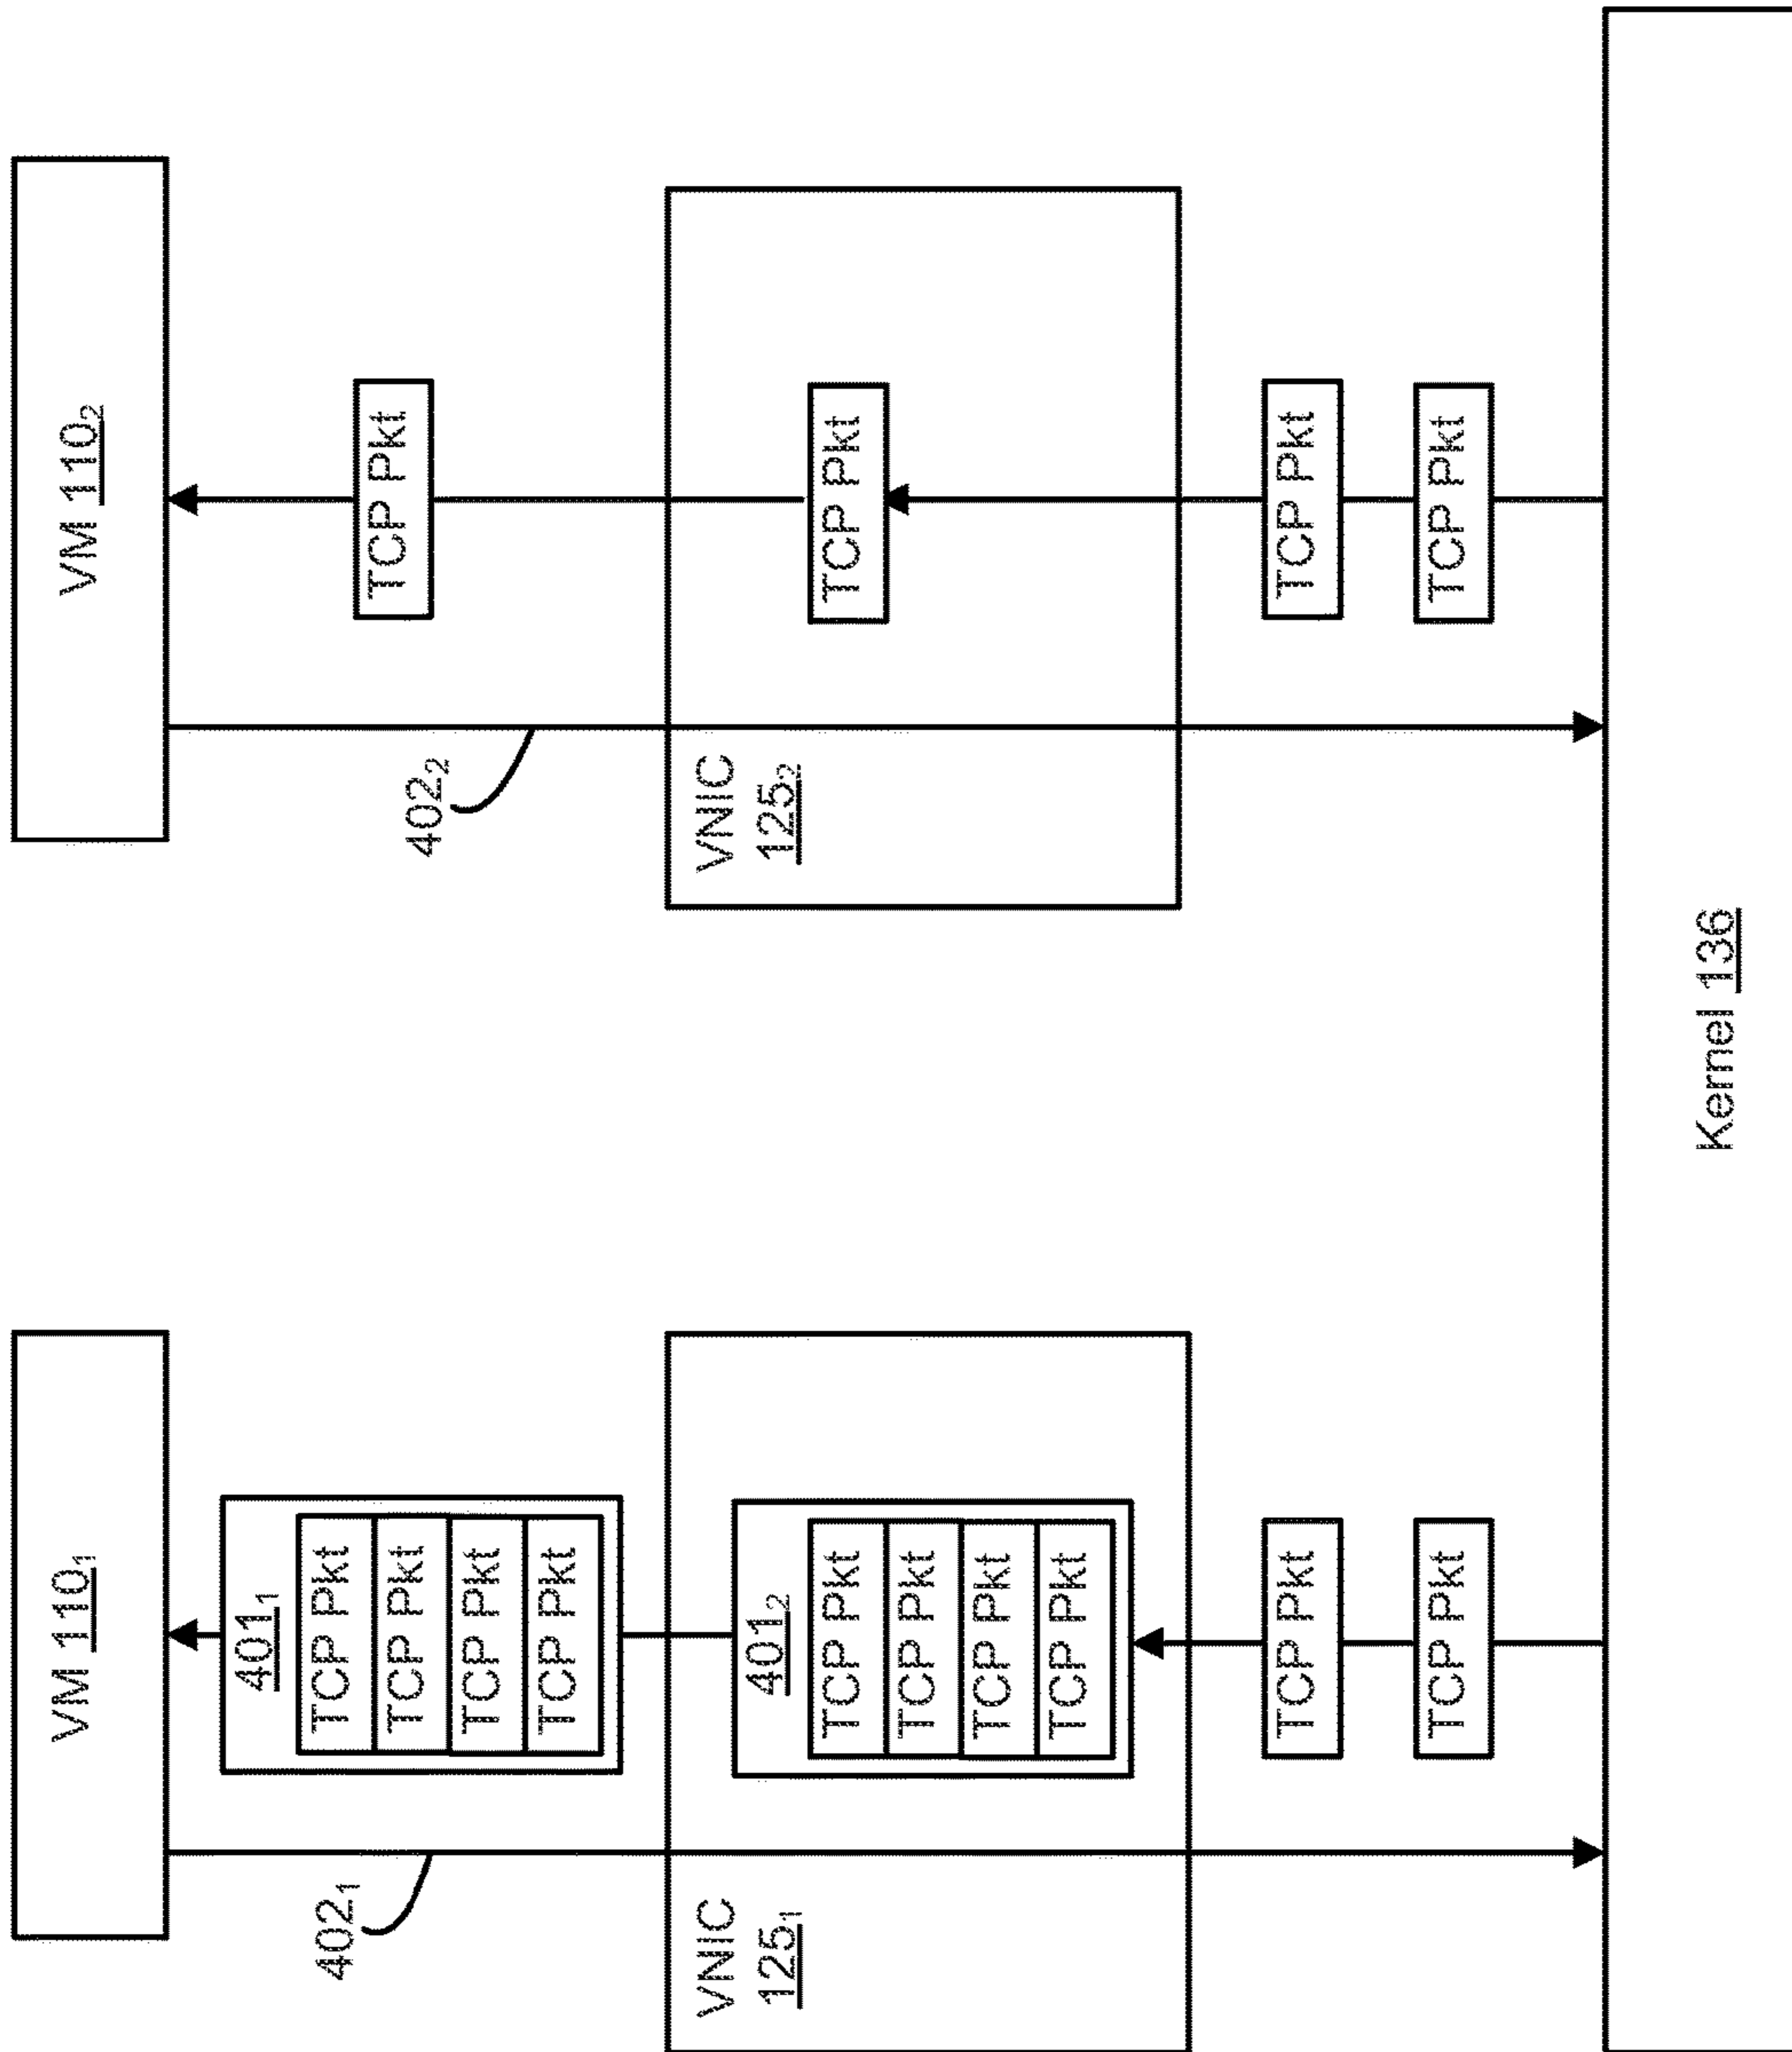 VM 110₁
402₁
401₁
TCP Pkt
TCP Pkt
TCP Pkt
TCP Pkt
VNIC
125₁
401₂
TCP Pkt
TCP Pkt
TCP Pkt
TCP Pkt
TCP Pkt
TCP Pkt
VM 110₂
TCP Pkt
402₂
VNIC
125₂
TCP Pkt
TCP Pkt
TCP Pkt
Kernel 136